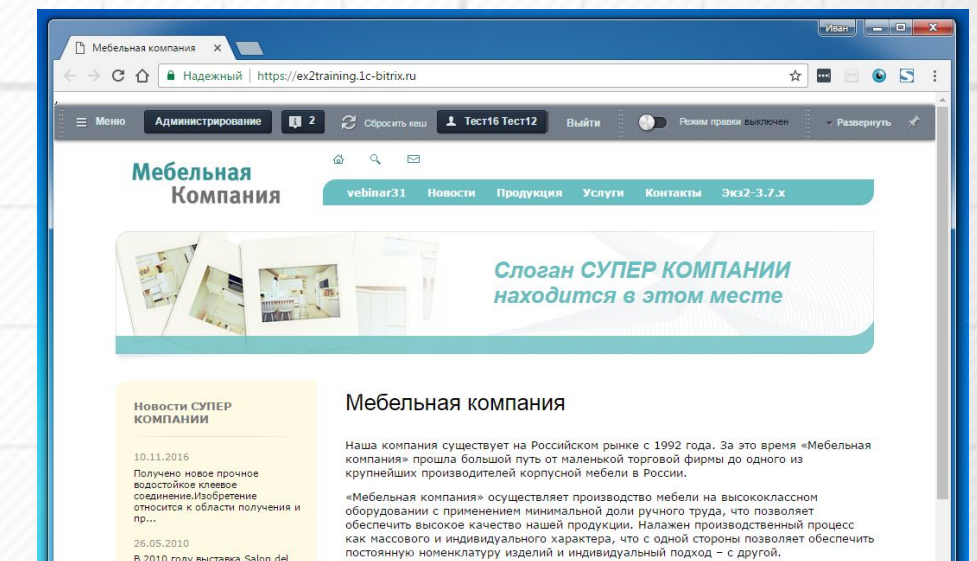 Иван
Мебельная компания
Надежный | https://ex2training.1c-bitrix.ru
Меню Администрирование 2 Сбросить кеш Тест16 Тест12 Выйти Режим правки выключен Развернуть
Мебельная
Компания
vebinar31 Новости Продукция Услуги Контакты Экз2-3.7.x
Слоган СУПЕР КОМПАНИИ
находится в этом месте
Новости СУПЕР
КОМПАНИИ
10.11.2016
Получено новое прочное
водостойкое клеевое
соединение.Изобретение
относится к области получения и
пр...
26.05.2010
В 2010 году выставка Salon del
Мебельная компания
Наша компания существует на Российском рынке с 1992 года. За это время «Мебельная
компания» прошла большой путь от маленькой торговой фирмы до одного из
крупнейших производителей корпусной мебели в России.
«Мебельная компания» осуществляет производство мебели на высококлассном
оборудовании с применением минимальной доли ручного труда, что позволяет
обеспечить высокое качество нашей продукции. Налажен производственный процесс
как массового и индивидуального характера, что с одной стороны позволяет обеспечить
постоянную номенклатуру изделий и индивидуальный подход – с другой.